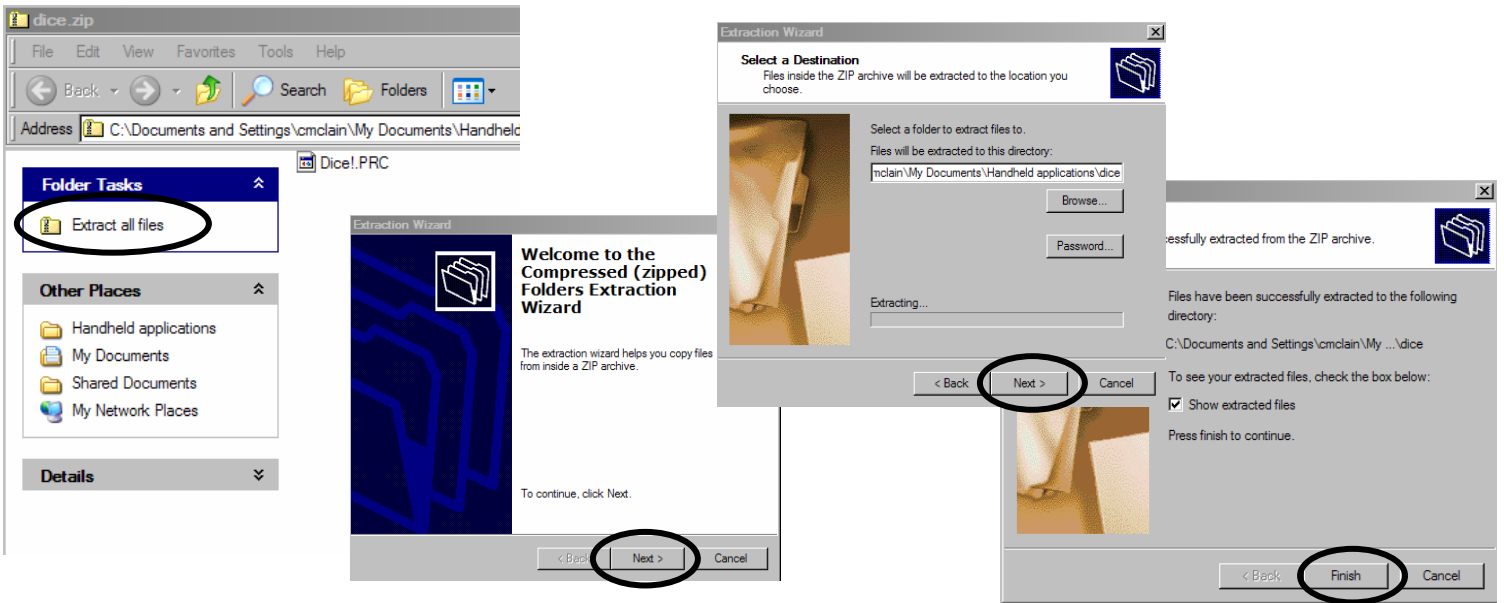 dice.zip
File Edit View Favorites Tools Help
Back Search Folders
Address C:\Documents and Settings\cmclain\My Documents\Handheld
Folder Tasks
Extract all files
Other Places
Handheld applications
My Documents
Shared Documents
My Network Places
Details
Dice!.PRC
Extraction Wizard
Welcome to the
Compressed (zipped)
Folders Extraction
Wizard
The extraction wizard helps you copy files
from inside a ZIP archive.
To continue, click Next.
< Back Next > Cancel
Extraction Wizard
Select a Destination
Files inside the ZIP archive will be extracted to the location you
choose.
Select a folder to extract files to.
Files will be extracted to this directory:
mclain\My Documents\Handheld applications\dice
Browse...
Password...
Extracting...
< Back Next > Cancel
essfully extracted from the ZIP archive.
Files have been successfully extracted to the following
directory:
C:\Documents and Settings\cmclain\My ...\dice
To see your extracted files, check the box below:
Show extracted files
Press finish to continue.
< Back Finish Cancel